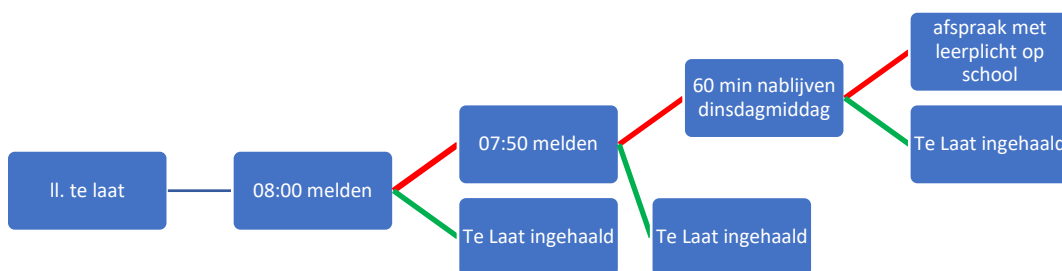 ll. te laat
08:00 melden
07:50 melden
Te Laat ingehaald
60 min nablijven
dinsdagmiddag
Te Laat ingehaald
afspraak met
leerplicht op
school
Te Laat ingehaald